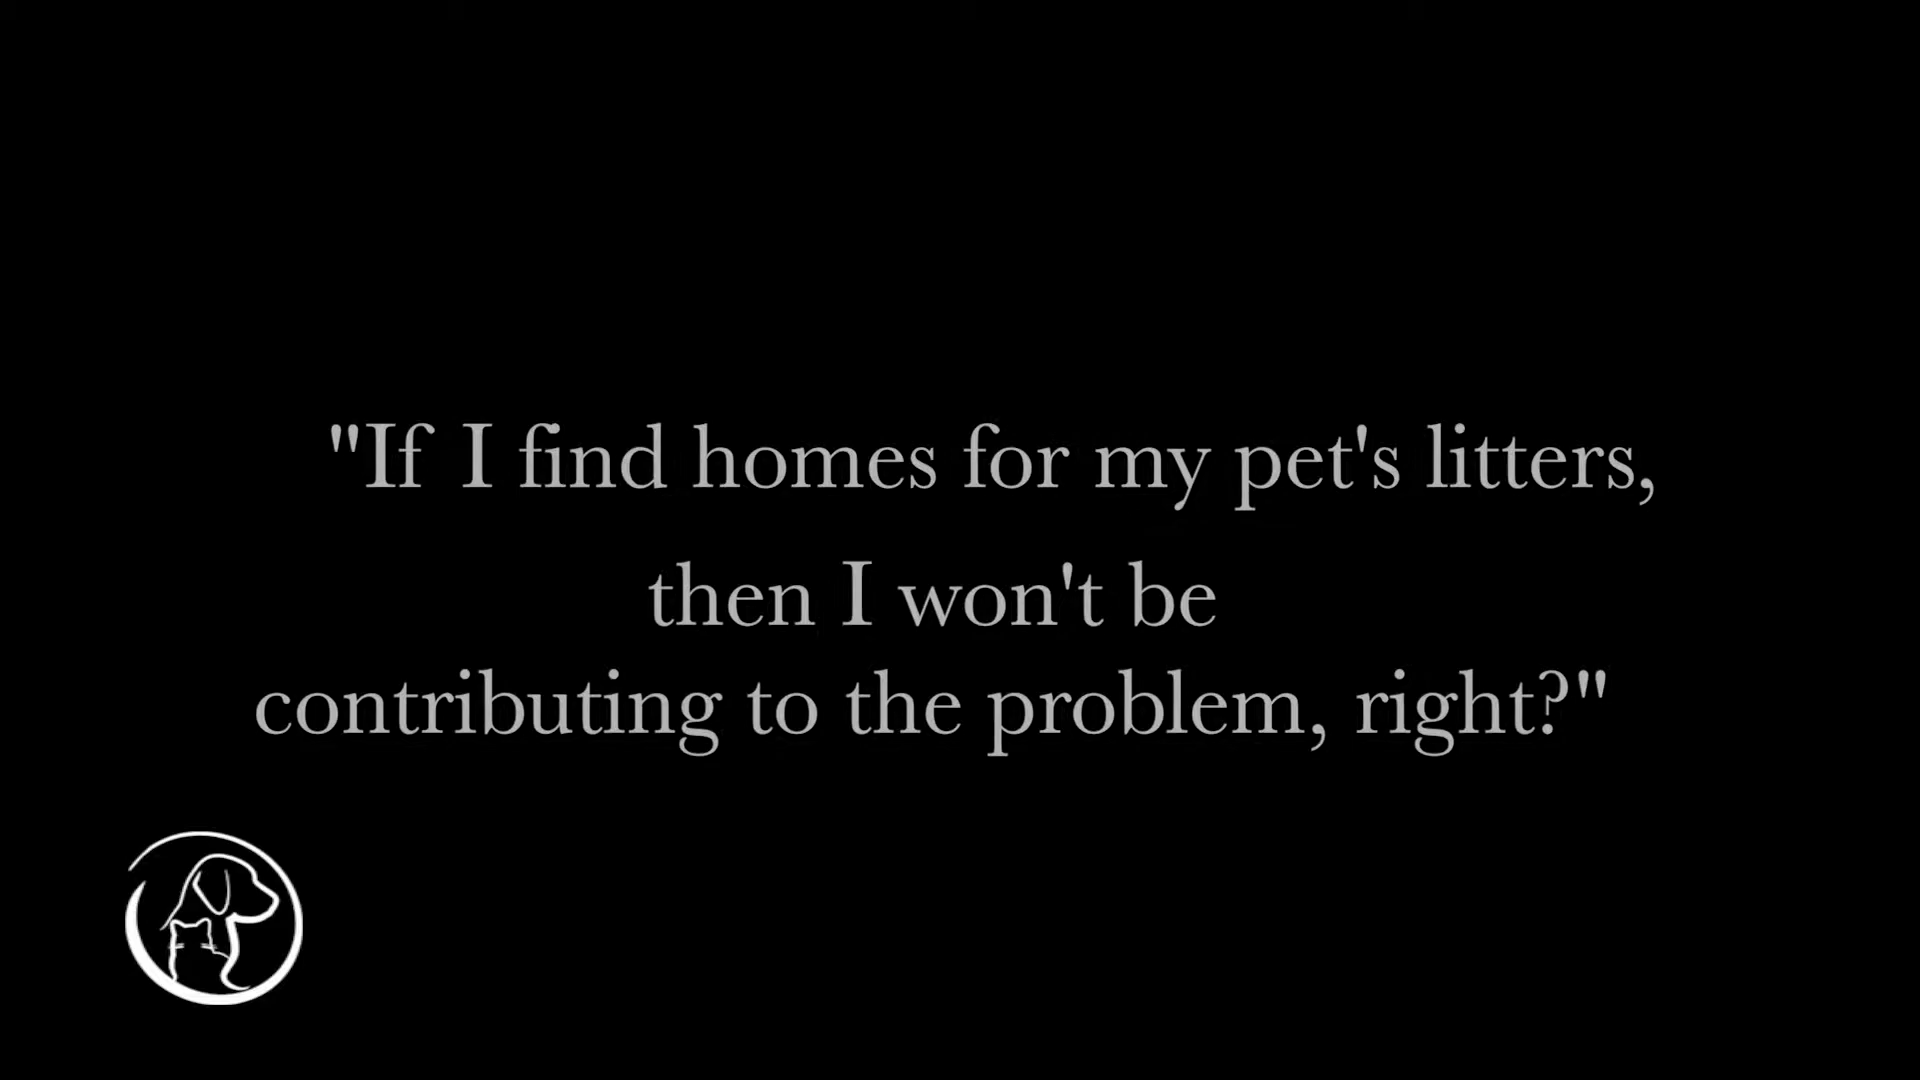 "If I find homes for my pet's litters,
then I won't be
contributing to the problem, right?"